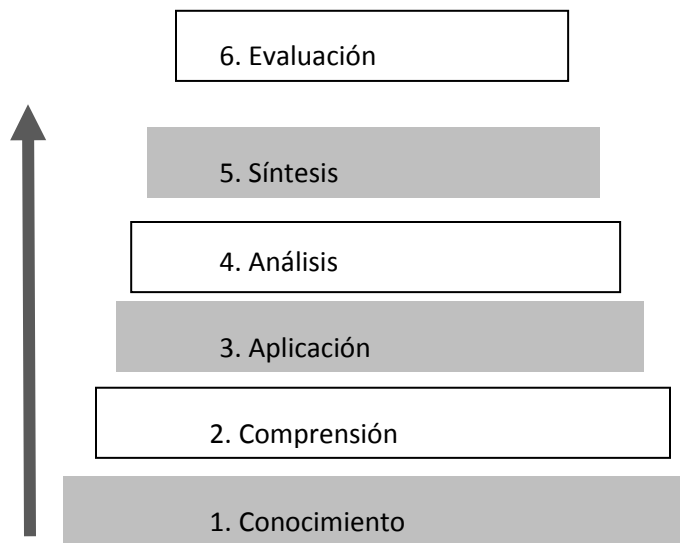 6. Evaluación
5. Síntesis
4. Análisis
3. Aplicación
2. Comprensión
1. Conocimiento